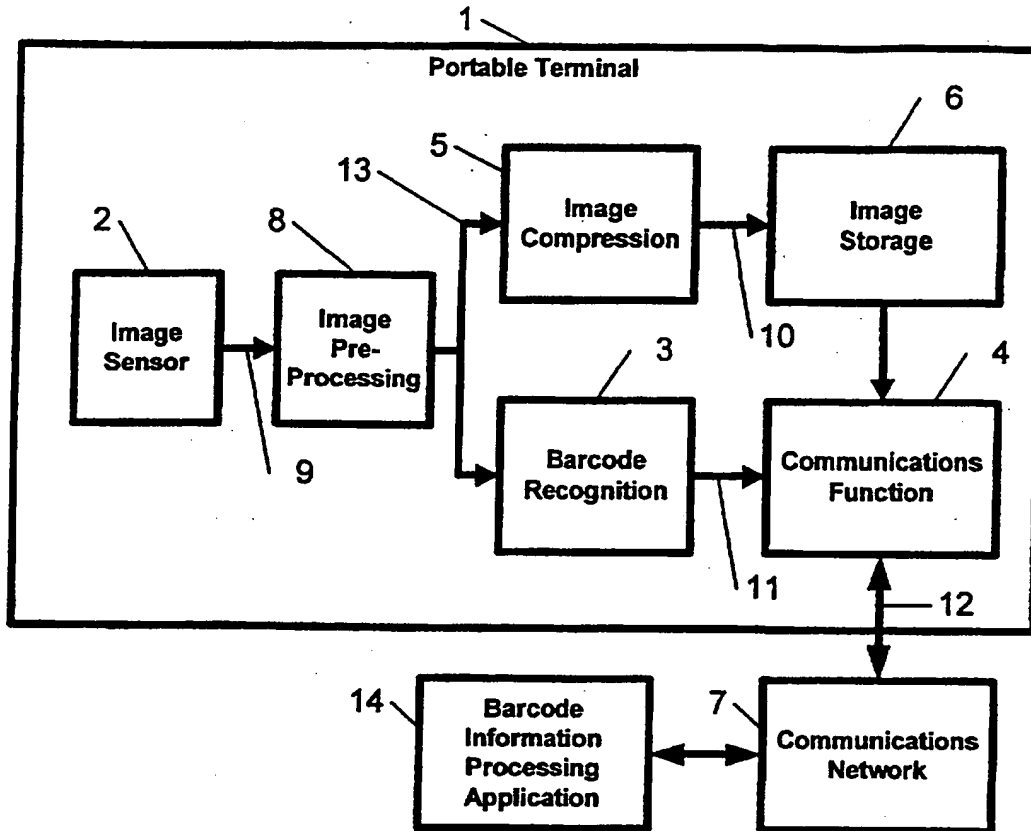 1
Portable Terminal
6
5
13
Image
Compression
Image
Storage
2
8
Image
Sensor
Image
Pre-
Processing
10
3
4
9
Barcode
Recognition
Communications
Function
11
12
14
Barcode
Information
Processing
Application
7
Communications
Network